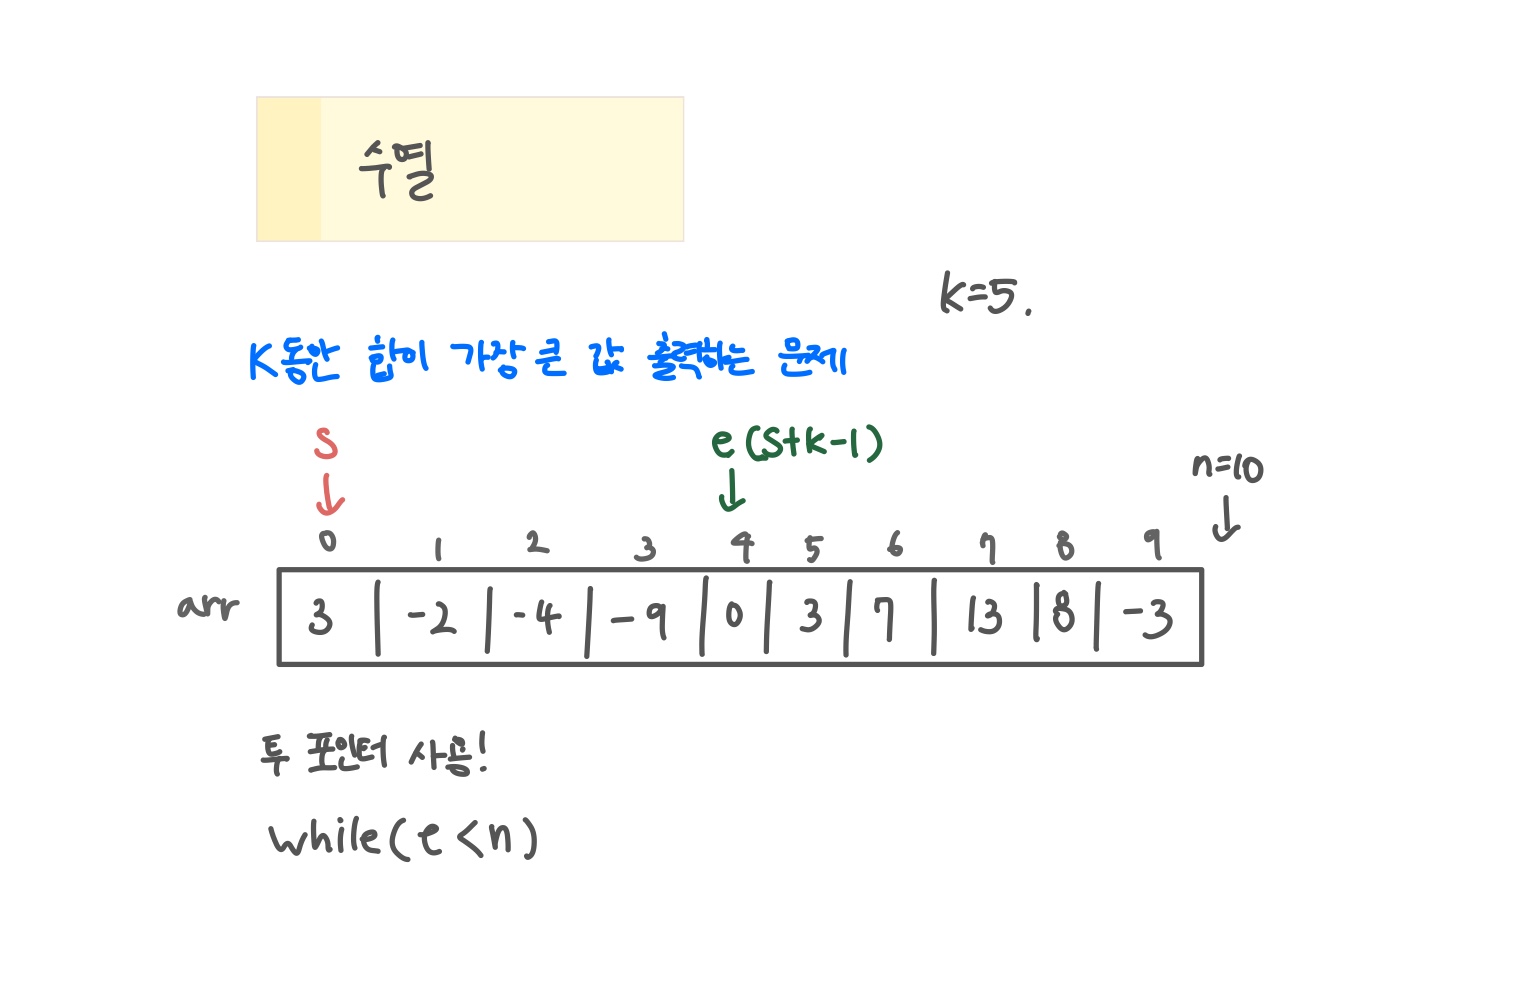 수열
k=5.
K동안 합이 가장 큰 값 출력하는 문제
s e (s+k-1)
n=10
0 1 2 3 4 5 6 7 8 9
arr 3 -2 -4 -9 0 3 7 13 8 -3
투 포인터 사용!
while(e<n)